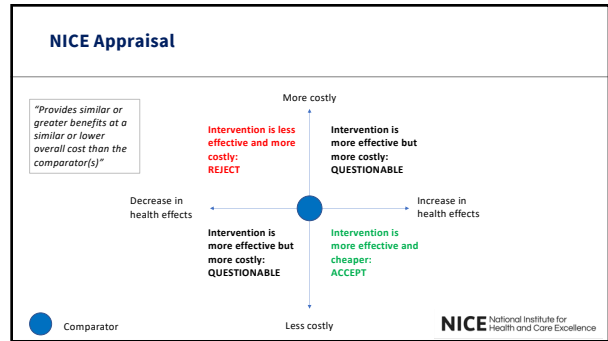 NICE Appraisal
"Provides similar or
greater benefits at a
similar or lower
overall cost than the
comparator(s)"
More costly
Intervention is less
effective and more
costly:
REJECT
Intervention is
more effective but
more costly:
QUESTIONABLE
Decrease in
health effects
Increase in
health effects
Intervention is
more effective but
more costly:
QUESTIONABLE
Intervention is
more effective and
cheaper:
ACCEPT
Comparator
Less costly
NICE National Institute for
Health and Care Excellence